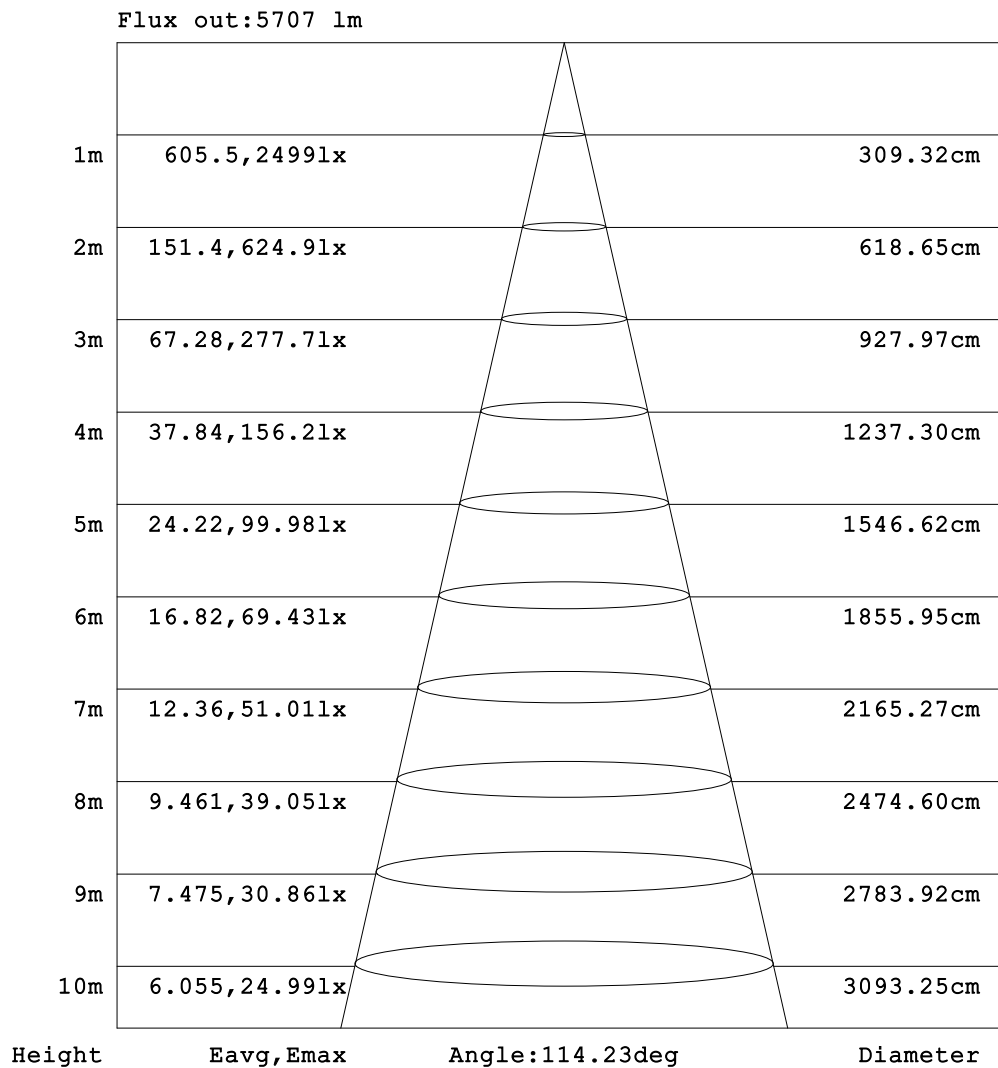 Flux out:5707 lm
1m 605.5,2499lx 309.32cm
2m 151.4,624.9lx 618.65cm
3m 67.28,277.7lx 927.97cm
4m 37.84,156.2lx 1237.30cm
5m 24.22,99.98lx 1546.62cm
6m 16.82,69.43lx 1855.95cm
7m 12.36,51.01lx 2165.27cm
8m 9.461,39.05lx 2474.60cm
9m 7.475,30.86lx 2783.92cm
10m 6.055,24.99lx 3093.25cm
Height Eavg,Emax Angle:114.23deg Diameter